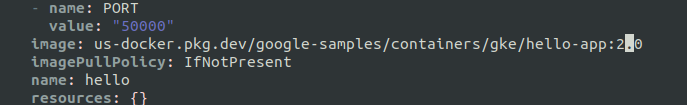 - name: PORT
value: "50000"
image: us-docker.pkg.dev/google-samples/containers/gke/hello-app:2.0
imagePullPolicy: IfNotPresent
name: hello
resources: {}